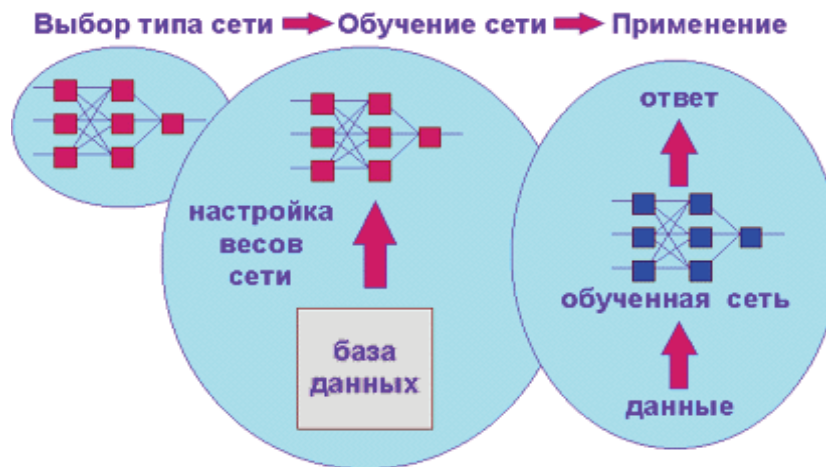 Выбор типа сети Обучение сети Применение
настройка
весов
сети
база
данных
ответ
обученная сеть
данные